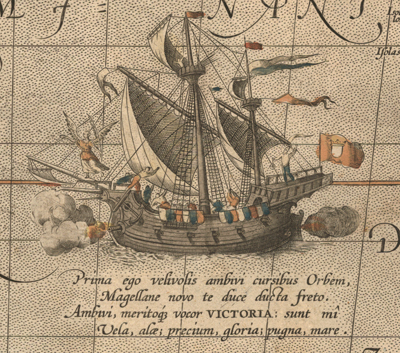 M f =
N A N I ,
Isolas
Prima ego velivolis ambivi cursibus Orbem,
Magellane novo te duce ducta freto.
Ambivi, meritoq; vocor VICTORIA: sunt mî
Vela, alæ; precium, gloria; pugna, mare.
D